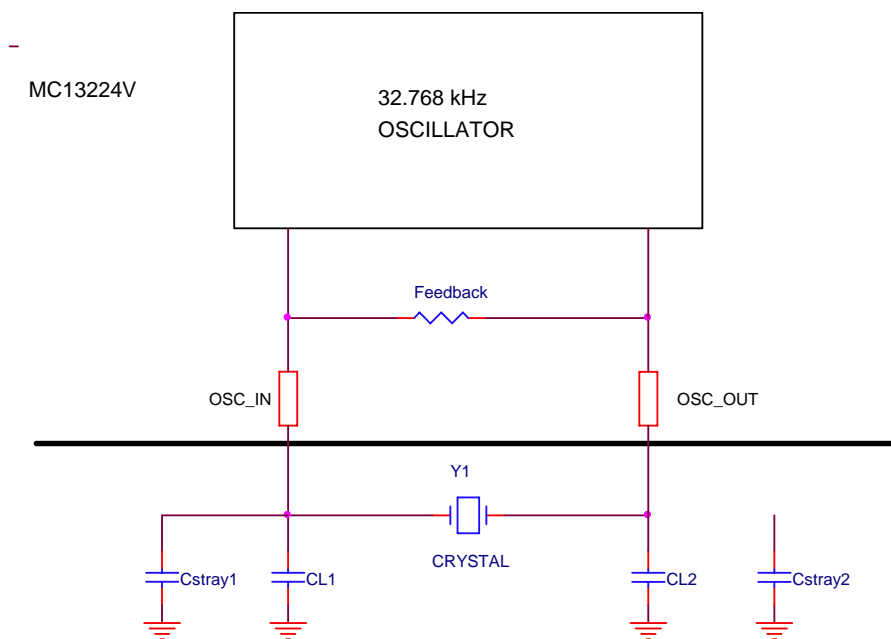 MC13224V
32.768 kHz
OSCILLATOR
Feedback
OSC_IN
OSC_OUT
Y1
CRYSTAL
Cstray1
CL1
CL2
Cstray2